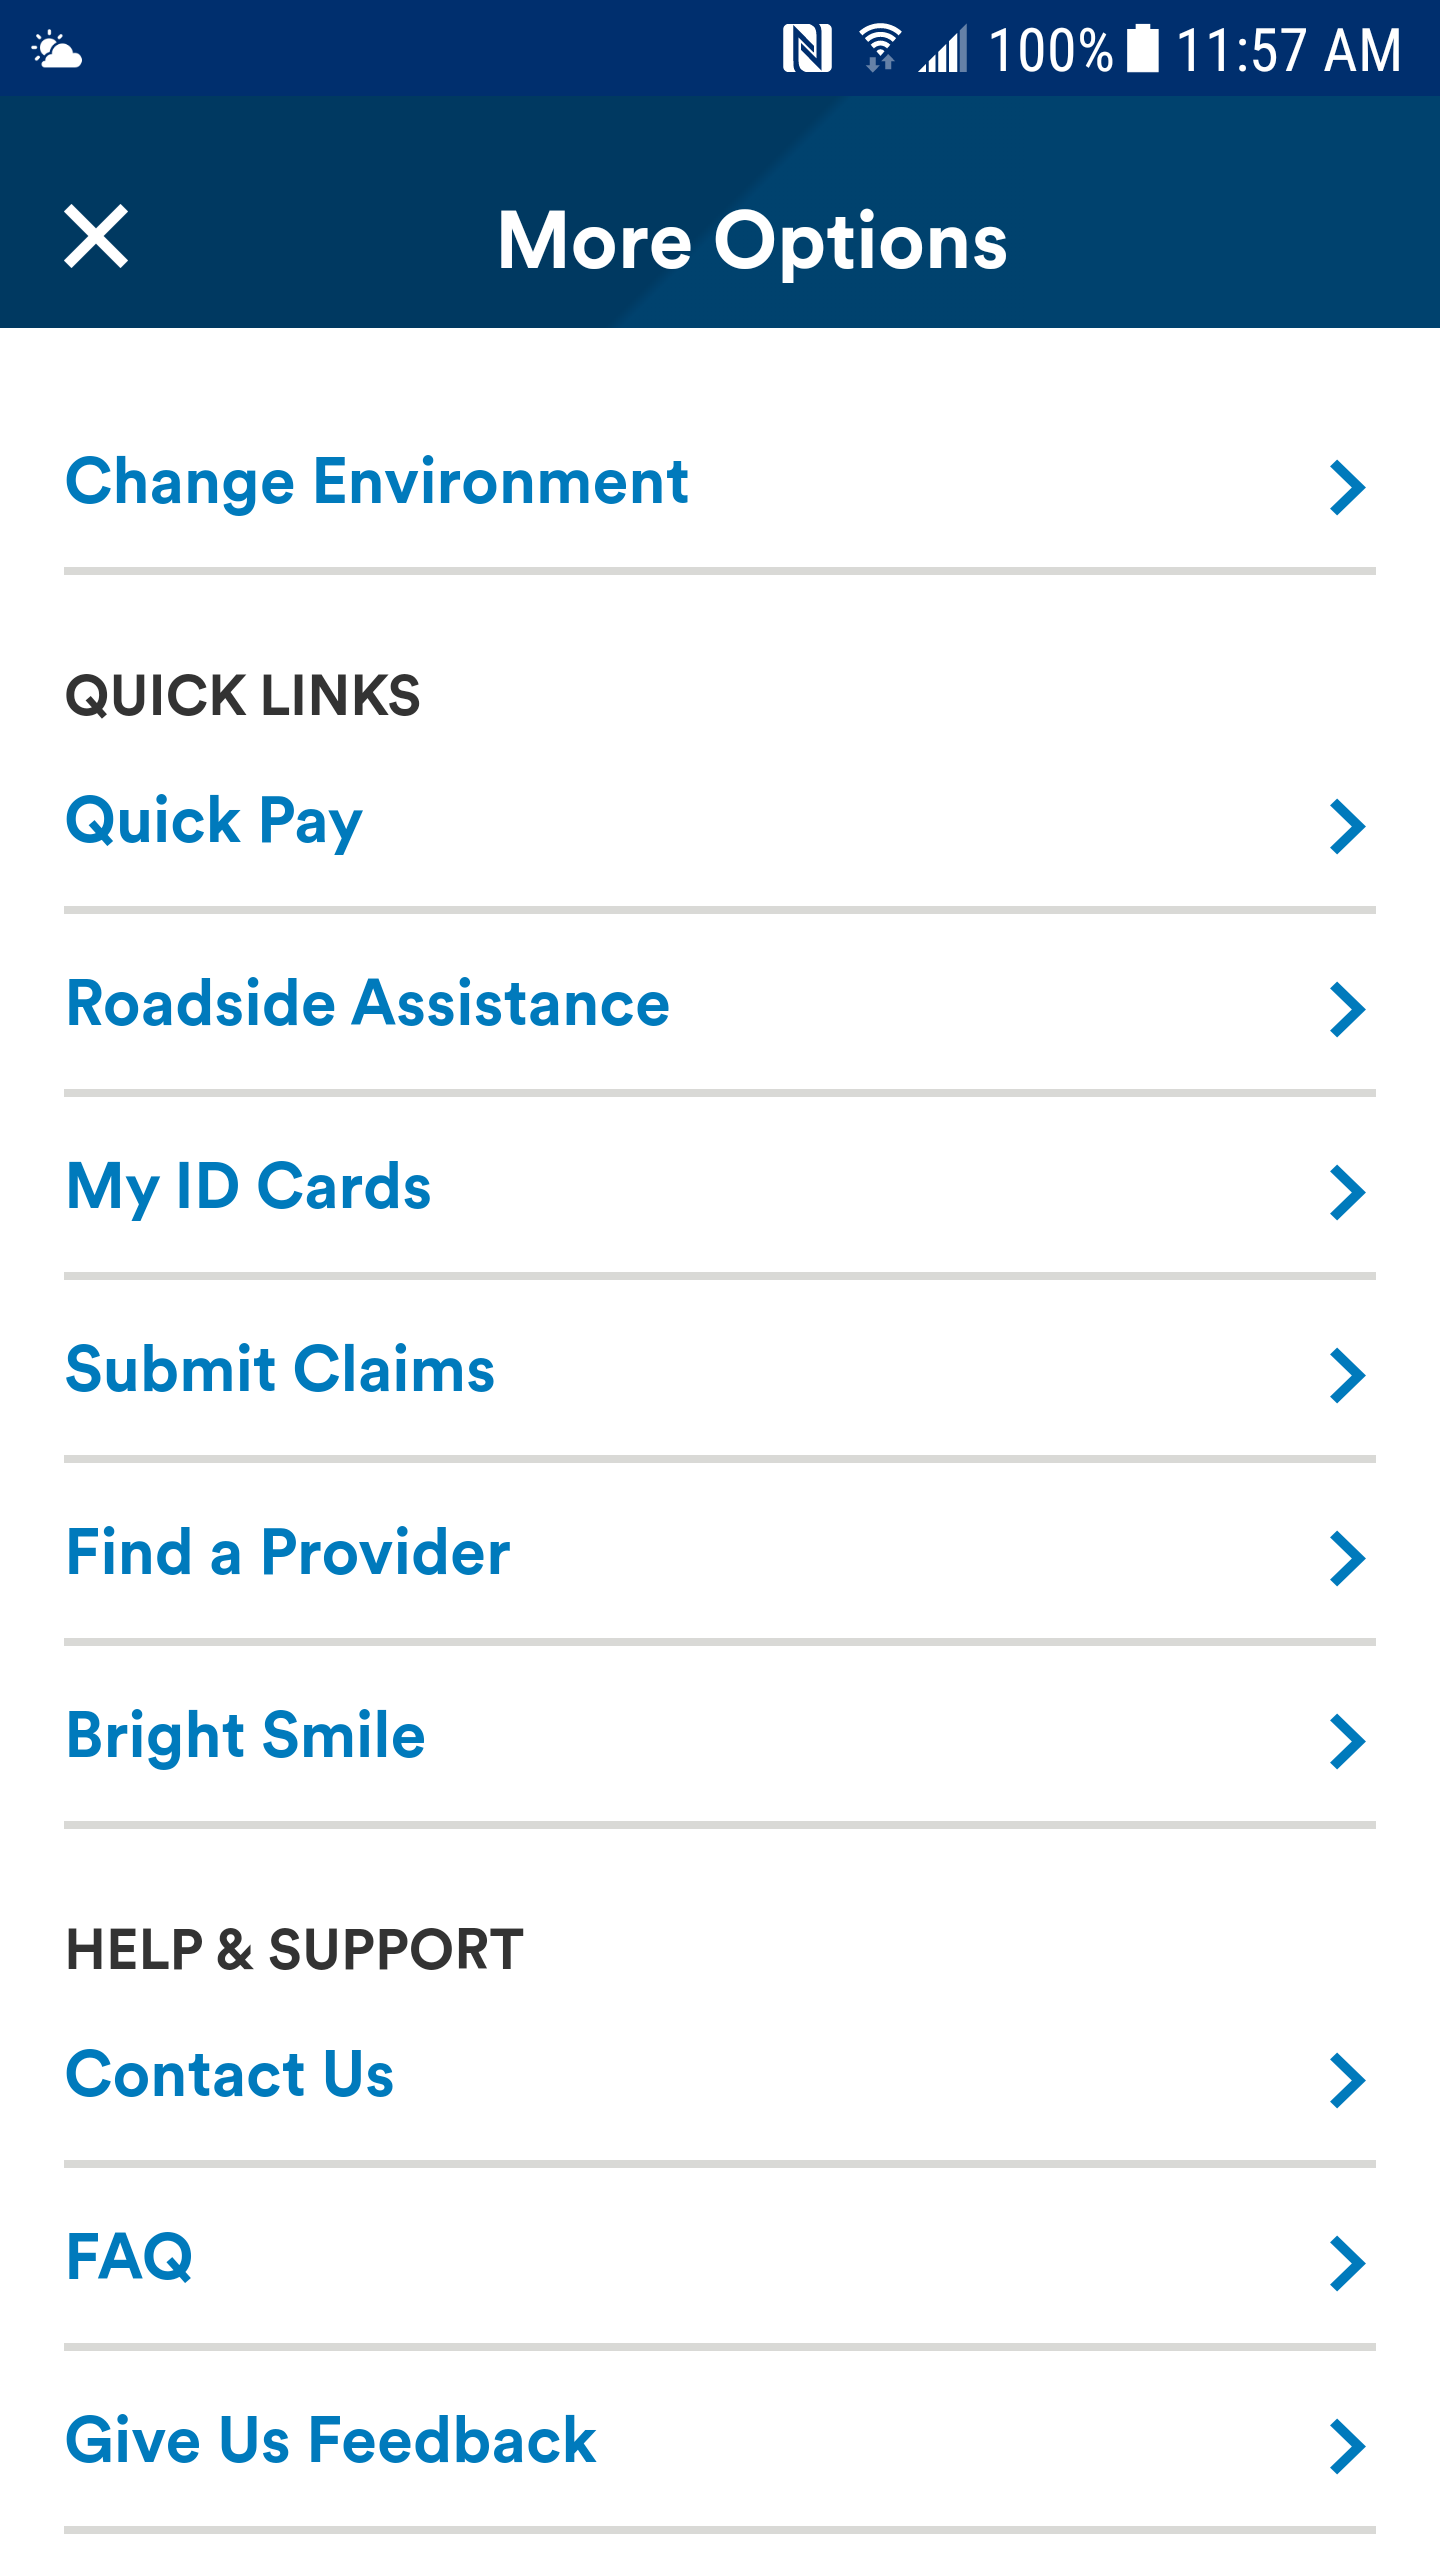 100% 11:57 AM
More Options
Change Environment
QUICK LINKS
Quick Pay
Roadside Assistance
My ID Cards
Submit Claims
Find a Provider
Bright Smile
HELP & SUPPORT
Contact Us
FAQ
Give Us Feedback